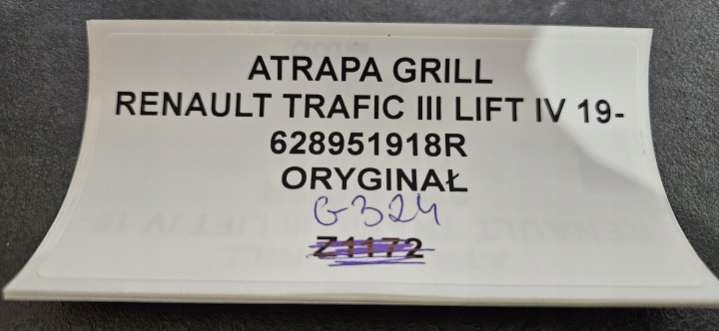 ATRAPA GRILL
RENAULT TRAFIC III LIFT IV 19-
628951918R
ORYGINAŁ
G324
Z1172